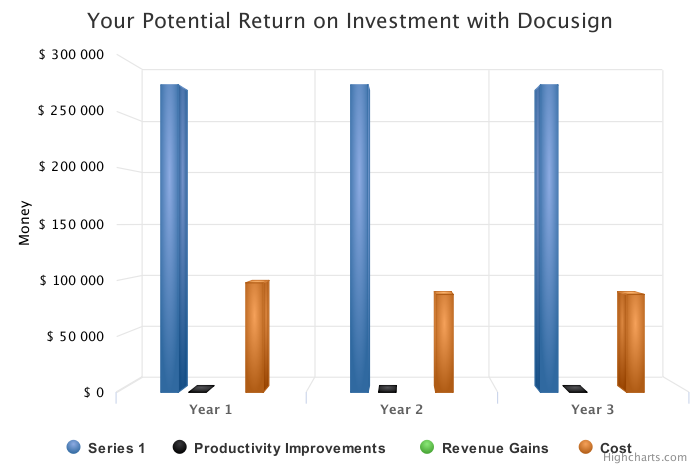 Your Potential Return on Investment with Docusign
$ 300 000
$ 250 000
$ 200 000
$ 150 000
$ 100 000
$ 50 000
$ 0
Money
Year 1 Year 2 Year 3
Series 1 Productivity Improvements Revenue Gains Cost
Highcharts.com